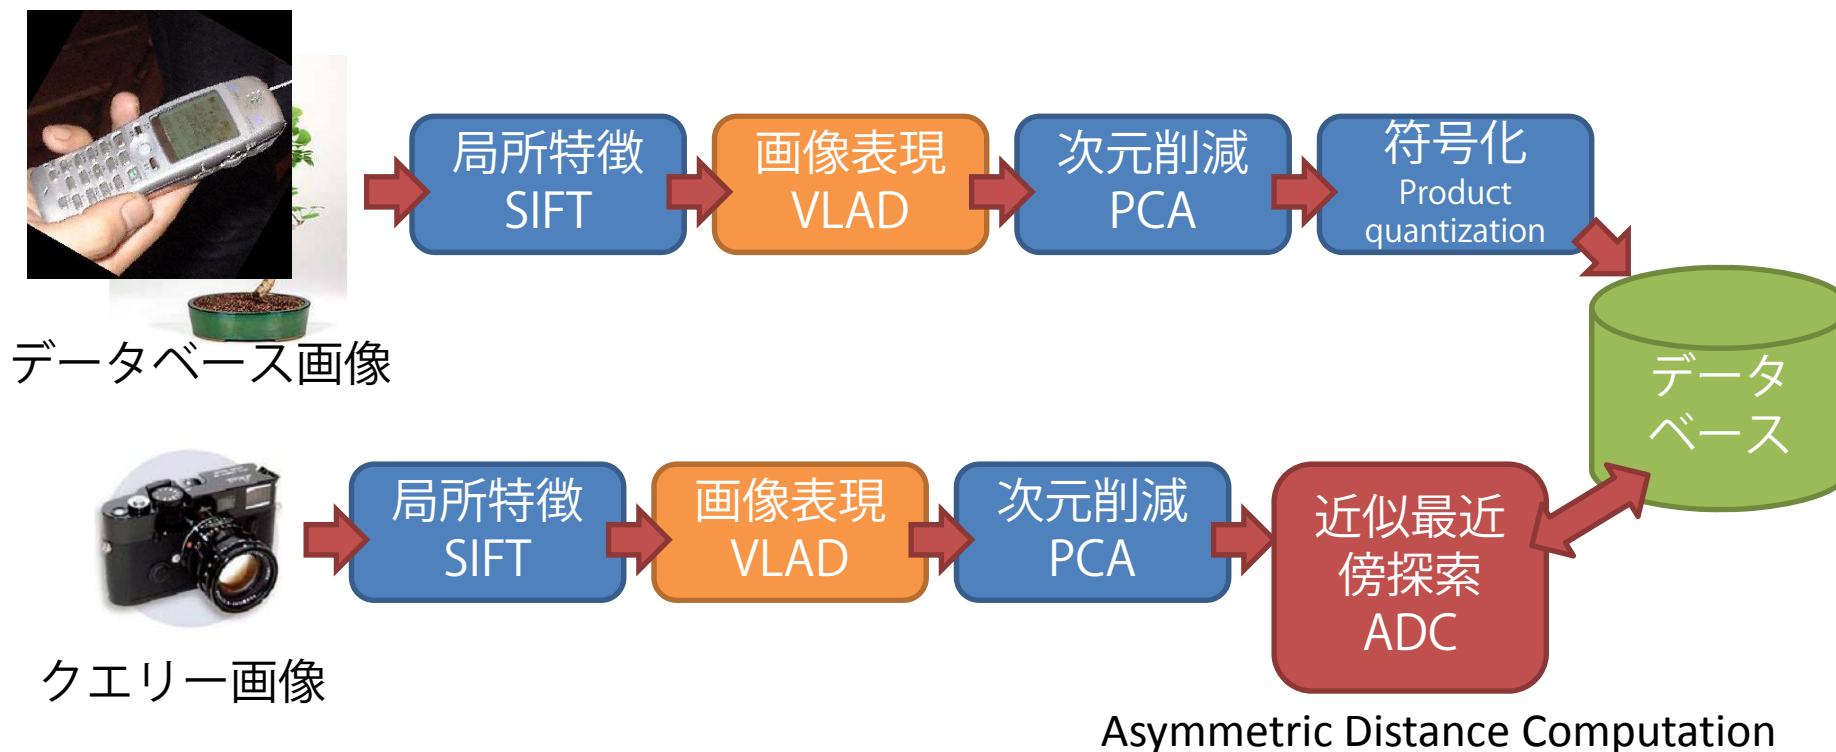 局所特徴
SIFT
画像表現
VLAD
次元削減
PCA
符号化
Product
quantization
データベース画像
データ
ベース
局所特徴
SIFT
画像表現
VLAD
次元削減
PCA
近似最近
傍探索
ADC
クエリー画像
Asymmetric Distance Computation